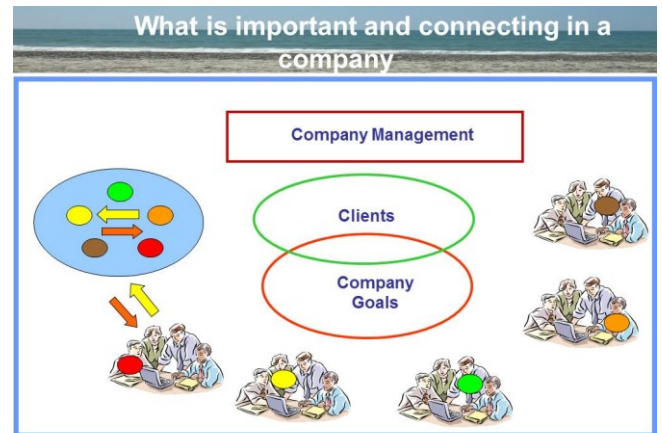 What is important and connecting in a
company
Company Management
Clients
Company
Goals